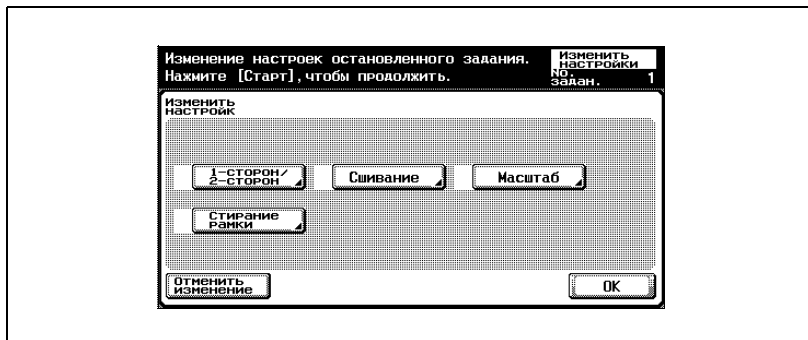 Изменение настроек остановленного задания.
Нажмите [Старт],чтобы продолжить.
Изменить
настройки
No.
задан. 1
Изменить
настройк
1-сторон/
2-сторон
Сшивание
Масштаб
Стирание
рамки
Отменить
изменение
OK